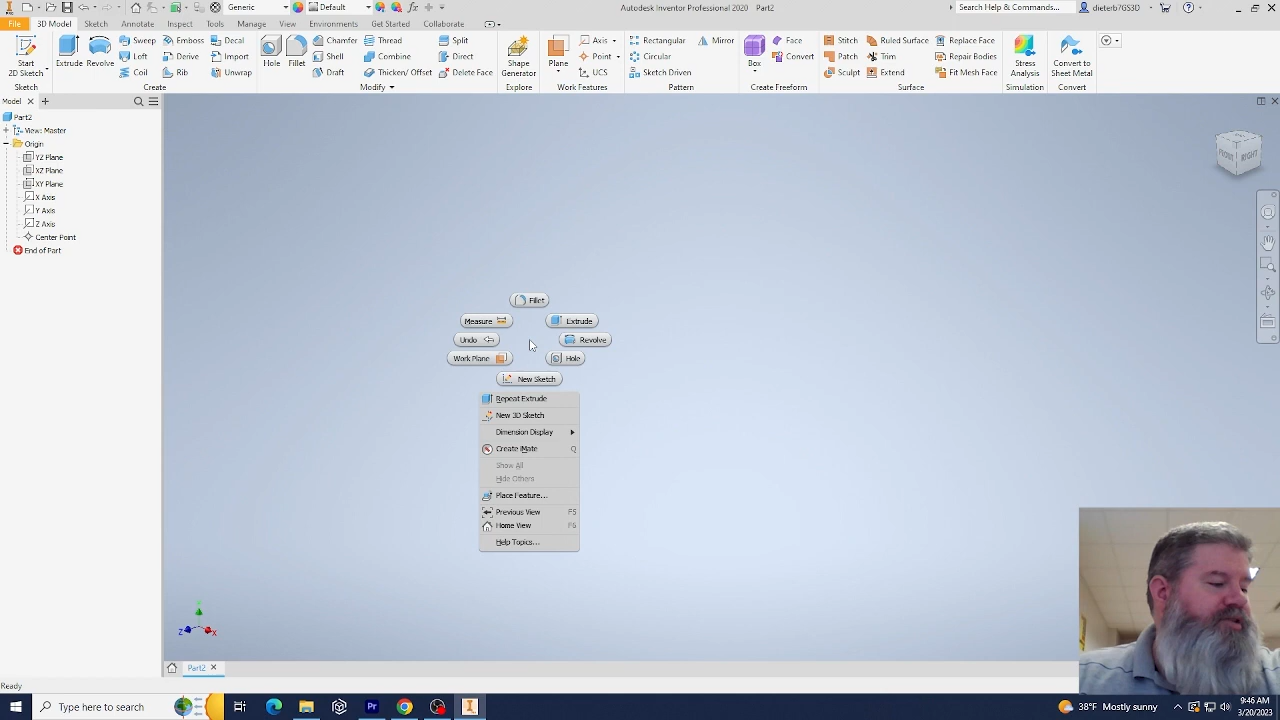 Generic
Default
Autodesk Inventor Professional 2020 Part2
Search Help & Commands...
dieterb7GS3D
File
3D Model
Sketch
Annotate
Inspect
Tools
Manage
View
Environments
Get Started
Collaborate
Start
2D Sketch
Extrude
Revolve
Sweep
Loft
Coil
Emboss
Derive
Rib
Decal
Import
Unwrap
Hole
Fillet
Chamfer
Shell
Draft
Thread
Combine
Thicken/ Offset
Split
Direct
Delete Face
Shape
Generator
Plane
Axis
Point
UCS
Rectangular
Circular
Sketch Driven
Mirror
Box
Face
Convert
Stitch
Patch
Sculpt
Ruled Surface
Trim
Extend
Replace Face
Repair Bodies
Fit Mesh Face
Stress
Analysis
Convert to
Sheet Metal
Sketch
Create
Modify
Explore
Work Features
Pattern
Create Freeform
Surface
Simulation
Convert
Model
Part2
View: Master
Origin
YZ Plane
XZ Plane
XY Plane
X Axis
Y Axis
Z Axis
Center Point
End of Part
RIGHT
Fillet
Measure
Extrude
Undo
Revolve
Work Plane
Hole
New Sketch
Repeat Extrude
New 3D Sketch
Dimension Display
Create iMate Q
Show All
Hide Others
Place Feature...
Previous View F5
Home View F6
Help Topics...
Z
X
Part2
Ready
Type here to search
Pr
38°F Mostly sunny
9:46 AM
3/20/2023